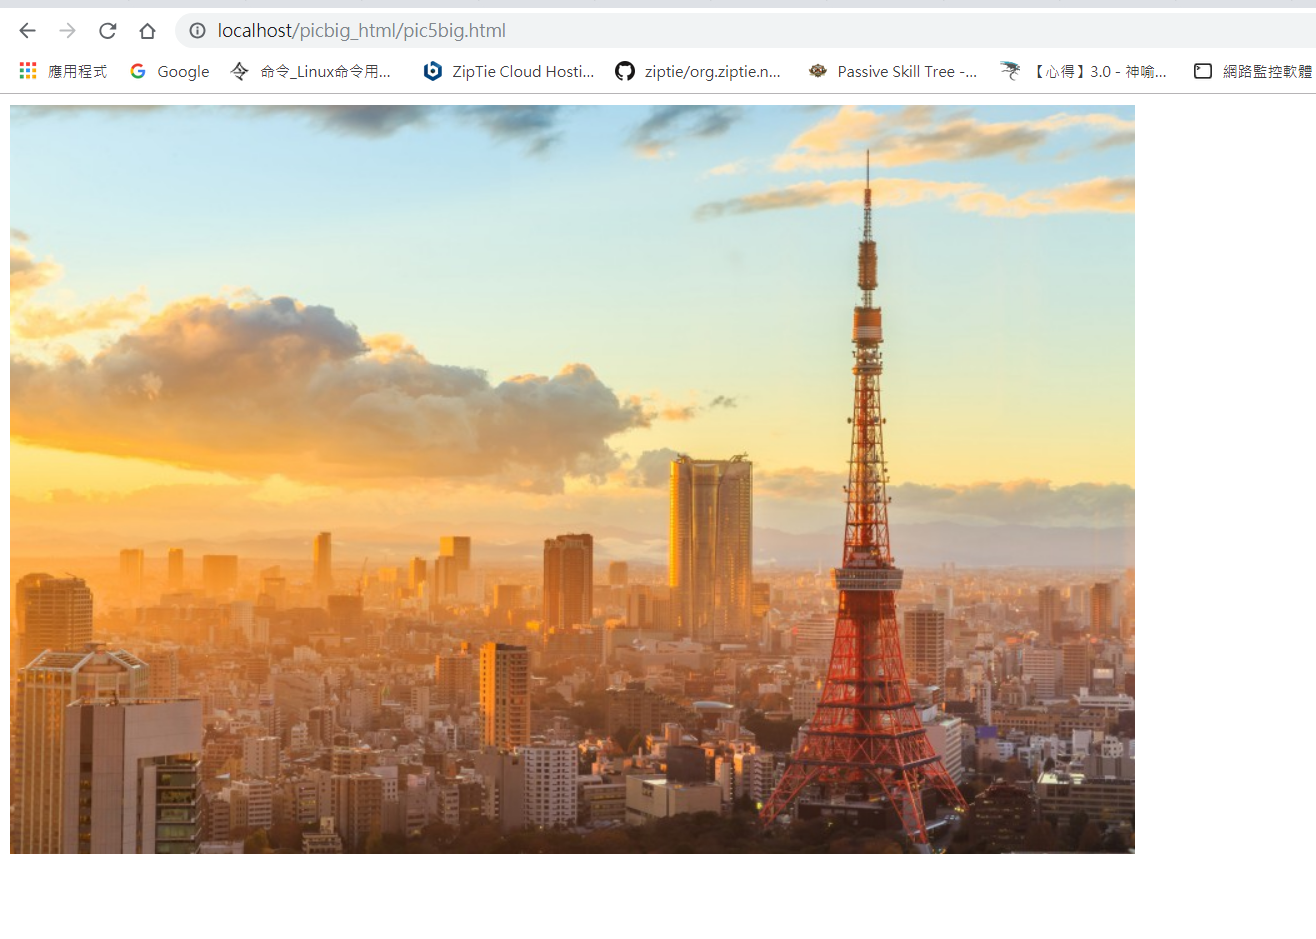 localhost/picbig_html/pic5big.html
應用程式 Google 命令_Linux命令用... ZipTie Cloud Hosti... ziptie/org.ziptie.n... Passive Skill Tree -... 【心得】3.0 - 神喻... 網路監控軟體